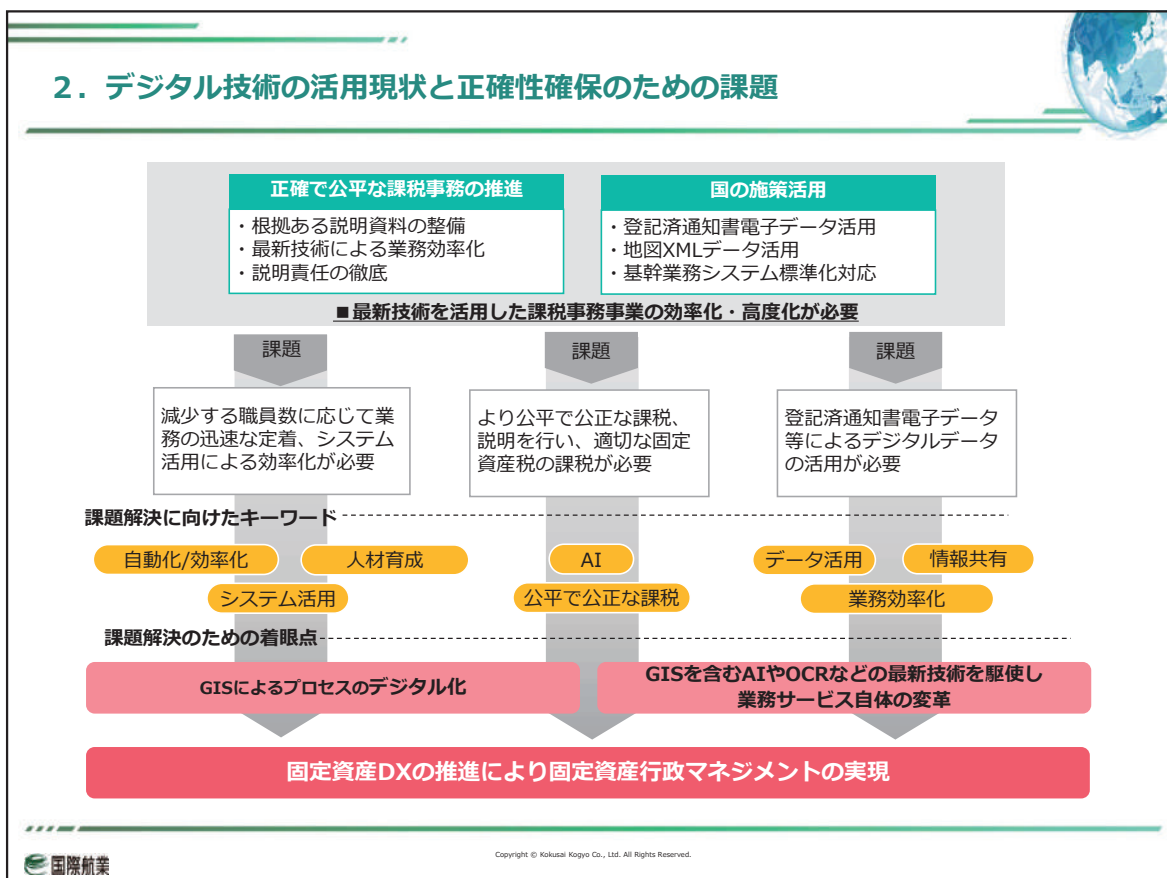 ２．デジタル技術の活用現状と正確性確保のための課題
正確で公平な課税事務の推進
・根拠ある説明資料の整備
・最新技術による業務効率化
・説明責任の徹底
国の施策活用
・登記済通知書電子データ活用
・地図XMLデータ活用
・基幹業務システム標準化対応
■最新技術を活用した課税事務事業の効率化・高度化が必要
課題
課題
課題
減少する職員数に応じて業
務の迅速な定着、システム
活用による効率化が必要
より公平で公正な課税、
説明を行い、適切な固定
資産税の課税が必要
登記済通知書電子データ
等によるデジタルデータ
の活用が必要
課題解決に向けたキーワード
自動化/効率化
人材育成
システム活用
AI
公平で公正な課税
データ活用
情報共有
業務効率化
課題解決のための着眼点
GISによるプロセスのデジタル化
GISを含むAIやOCRなどの最新技術を駆使し
業務サービス自体の変革
固定資産DXの推進により固定資産行政マネジメントの実現
国際航業
Copyright © Kokusai Kogyo Co., Ltd. All Rights Reserved.